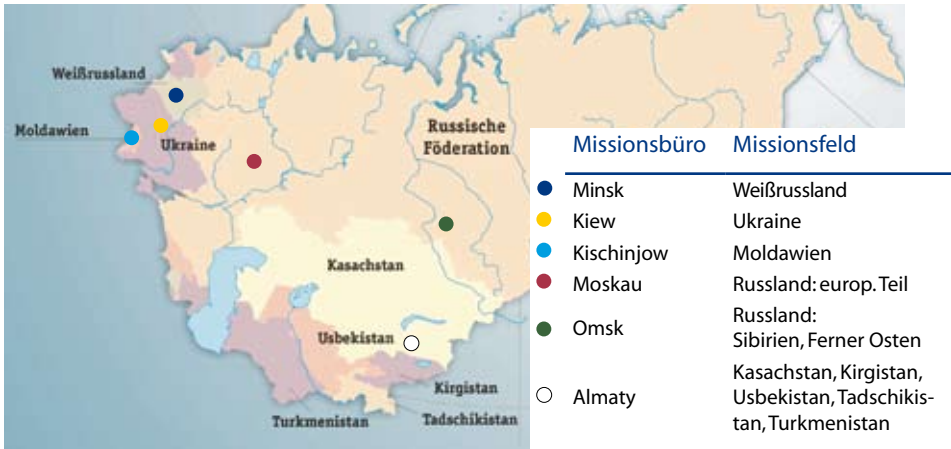 Weißrussland
Moldawien
Ukraine
Russische
Föderation
Kasachstan
Usbekistan
Kirgistan
Tadschikistan
Turkmenistan
Missionsbüro Missionsfeld
Minsk Weißrussland
Kiew Ukraine
Kischinjow Moldawien
Moskau Russland: europ. Teil
Omsk Russland:
Sibirien, Ferner Osten
Almaty Kasachstan, Kirgistan,
Usbekistan, Tadschikis-
tan, Turkmenistan